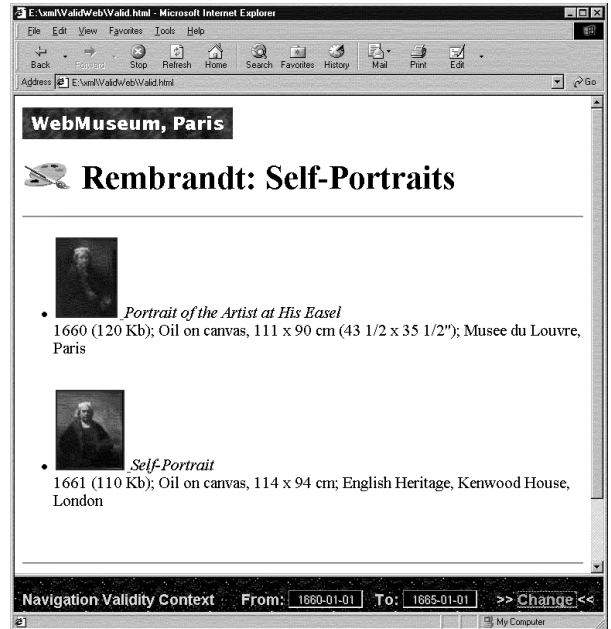 E:\xml\ValidWeb\Valid.html - Microsoft Internet Explorer
File Edit View Favorites Tools Help
Back Forward Stop Refresh Home Search Favorites History Mail Print Edit
Address E:\xml\ValidWeb\Valid.html Go
WebMuseum, Paris
Rembrandt: Self-Portraits
Portrait of the Artist at His Easel
1660 (120 Kb); Oil on canvas, 111 x 90 cm (43 1/2 x 35 1/2"); Musee du Louvre,
Paris
Self-Portrait
1661 (110 Kb); Oil on canvas, 114 x 94 cm; English Heritage, Kenwood House,
London
Navigation Validity Context From: 1660-01-01 To: 1665-01-01 >> Change <<
My Computer